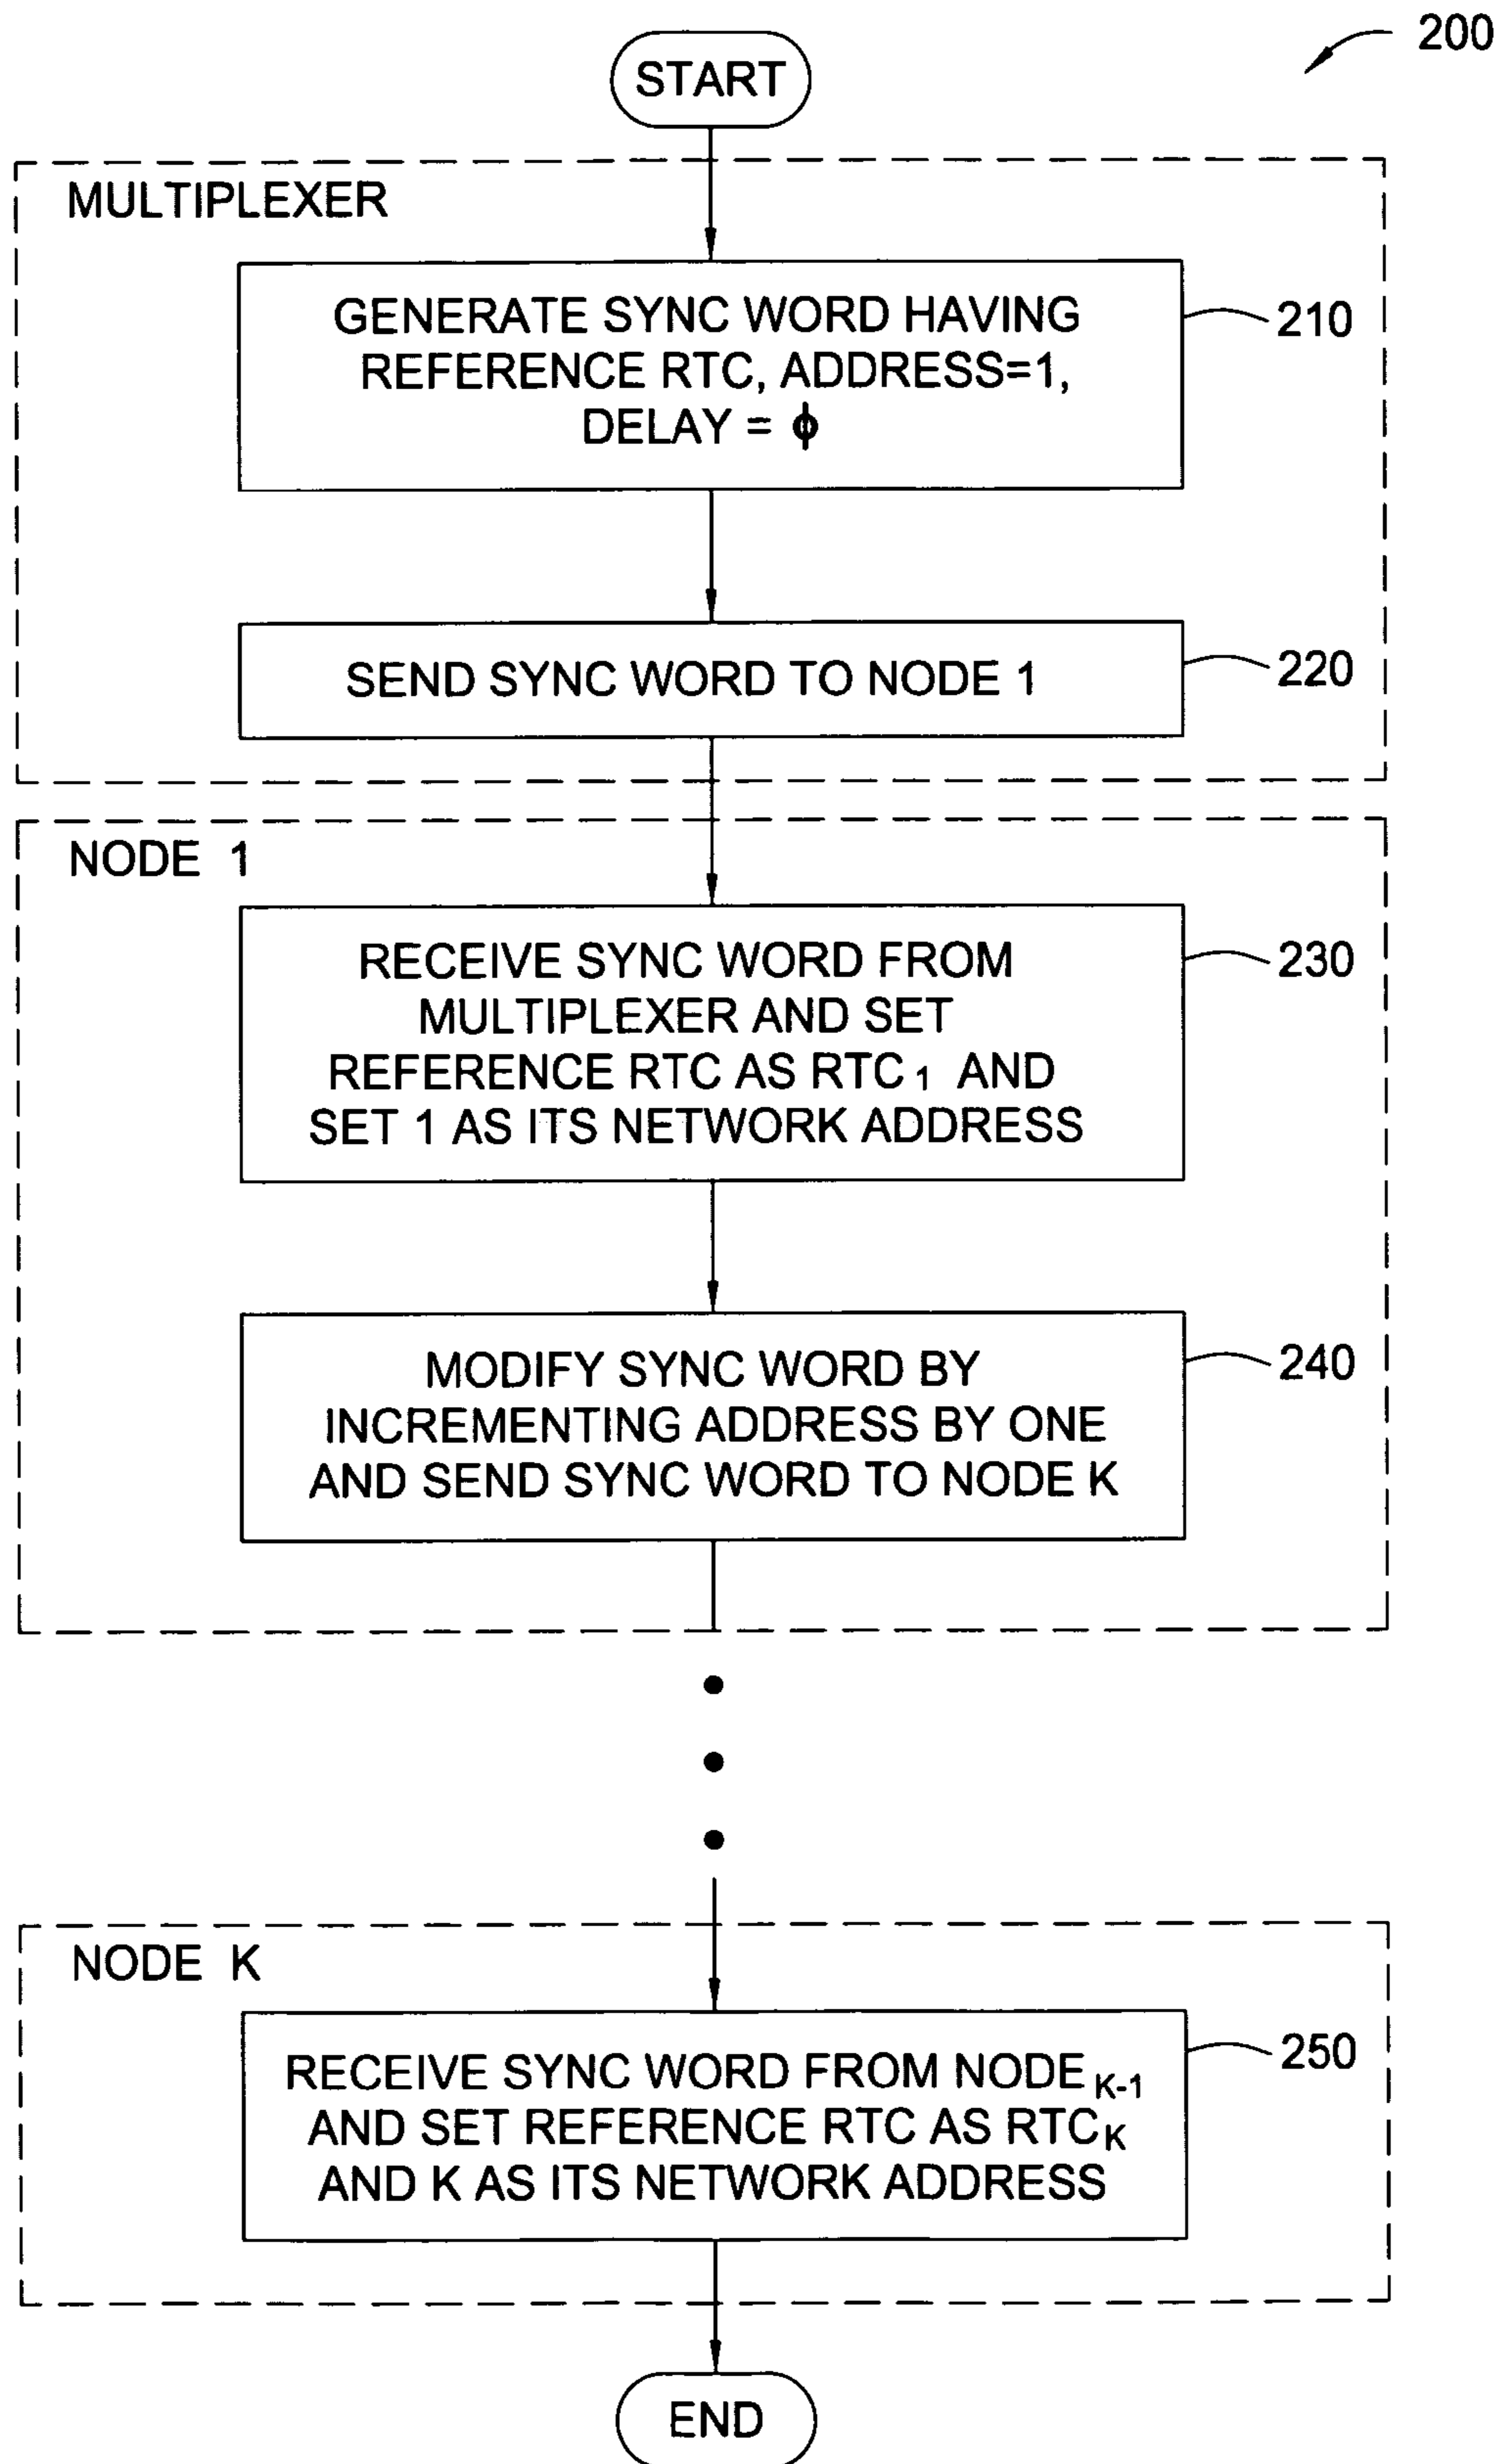 200
START
MULTIPLEXER
GENERATE SYNC WORD HAVING
REFERENCE RTC, ADDRESS=1,
DELAY = ϕ
210
SEND SYNC WORD TO NODE 1
220
NODE 1
RECEIVE SYNC WORD FROM
MULTIPLEXER AND SET
REFERENCE RTC AS RTC₁ AND
SET 1 AS ITS NETWORK ADDRESS
230
MODIFY SYNC WORD BY
INCREMENTING ADDRESS BY ONE
AND SEND SYNC WORD TO NODE K
240
NODE K
RECEIVE SYNC WORD FROM NODE K-1
AND SET REFERENCE RTC AS RTC K
AND K AS ITS NETWORK ADDRESS
250
END